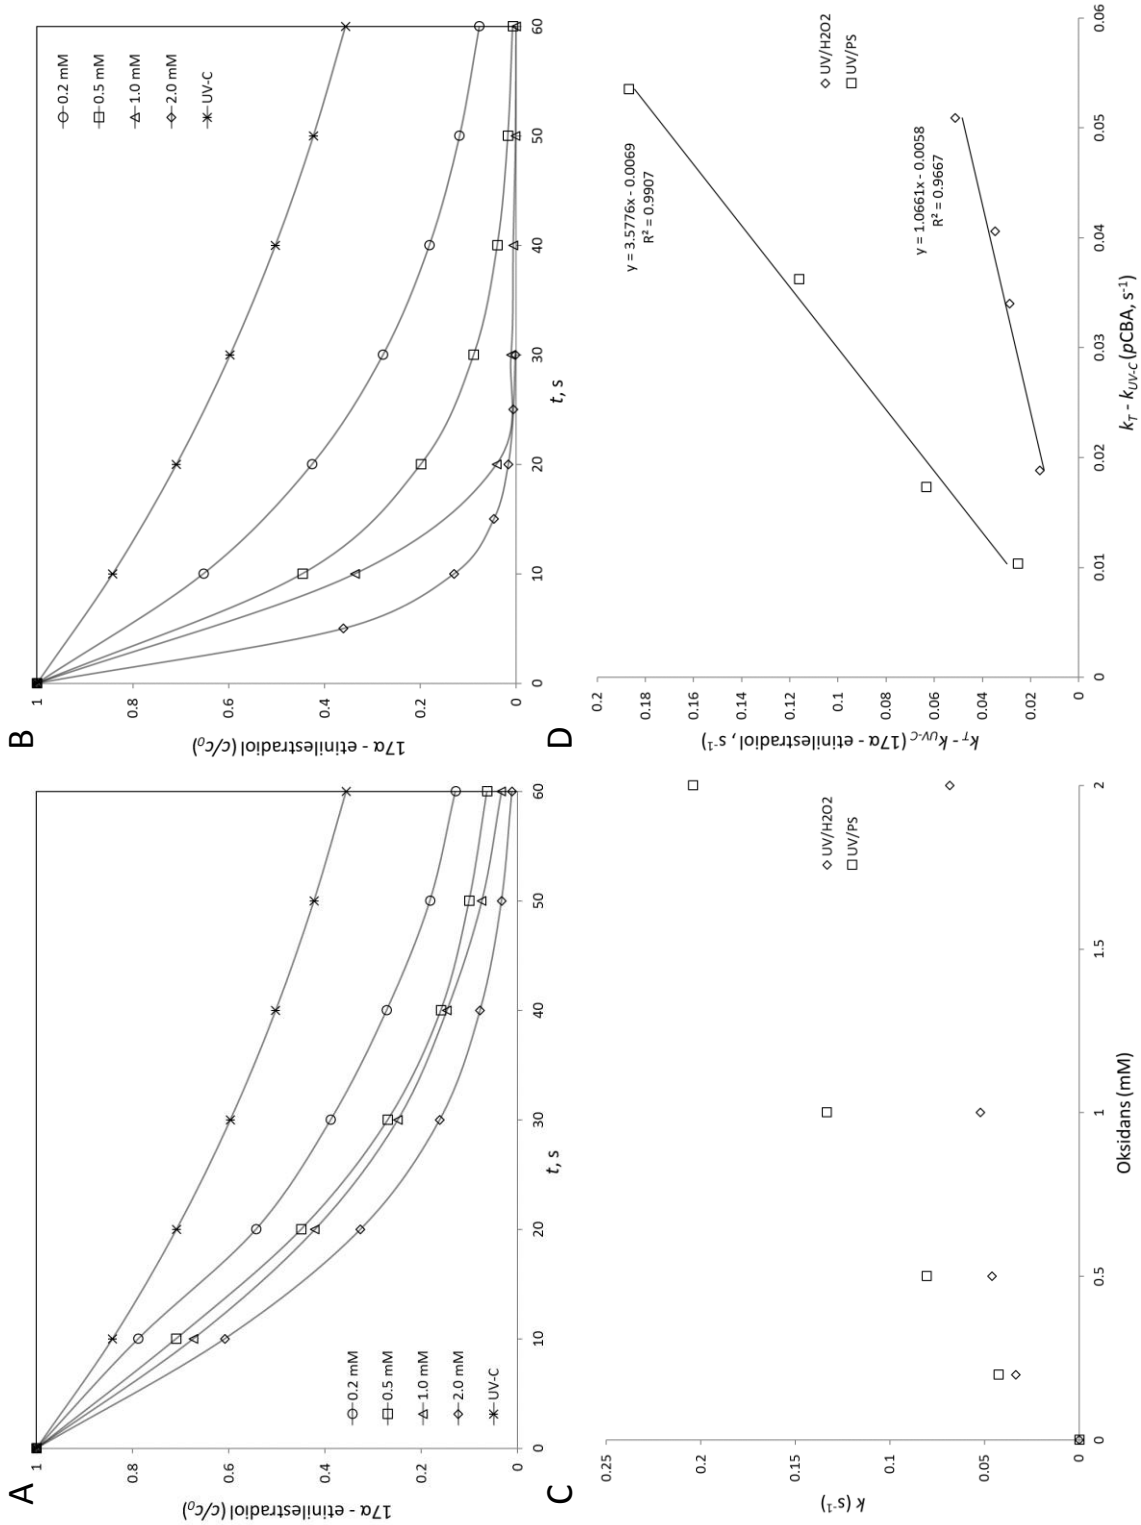 A
17α - etinilestradiol (c/c0)
1
0.8
0.6
0.4
0.2
0
0
10
20
30
40
50
60
t, s
0.2 mM
0.5 mM
1.0 mM
2.0 mM
UV-C
B
17α - etinilestradiol (c/c0)
1
0.8
0.6
0.4
0.2
0
0
10
20
30
40
50
60
t, s
0.2 mM
0.5 mM
1.0 mM
2.0 mM
UV-C
C
k (s-1)
0.25
0.2
0.15
0.1
0.05
0
0
0.5
1
1.5
2
Oksidans (mM)
UV/H2O2
UV/PS
D
kT - kUV-C (17α - etinilestradiol, s-1)
0.2
0.18
0.16
0.14
0.12
0.1
0.08
0.06
0.04
0.02
0
0
0.01
0.02
0.03
0.04
0.05
0.06
kT - kUV-C (pCBA, s-1)
y = 3.5776x - 0.0069
R² = 0.9907
y = 1.0661x - 0.0058
R² = 0.9667
UV/H2O2
UV/PS